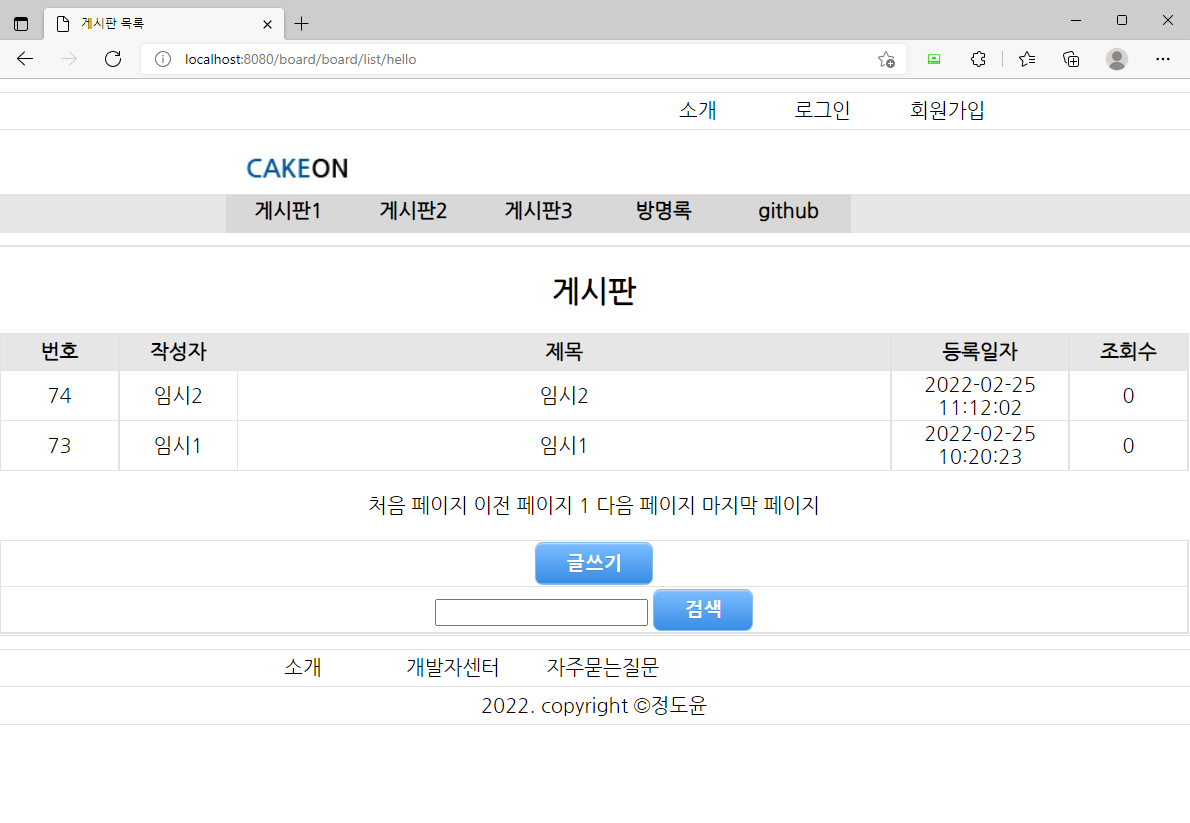 게시판 목록
localhost:8080/board/board/list/hello
소개 로그인 회원가입
CAKEON
게시판1 게시판2 게시판3 방명록 github
게시판
번호 작성자 제목 등록일자 조회수
74 임시2 임시2 2022-02-25 11:12:02 0
73 임시1 임시1 2022-02-25 10:20:23 0
처음 페이지 이전 페이지 1 다음 페이지 마지막 페이지
글쓰기
검색
소개 개발자센터 자주묻는질문
2022. copyright ©정도윤